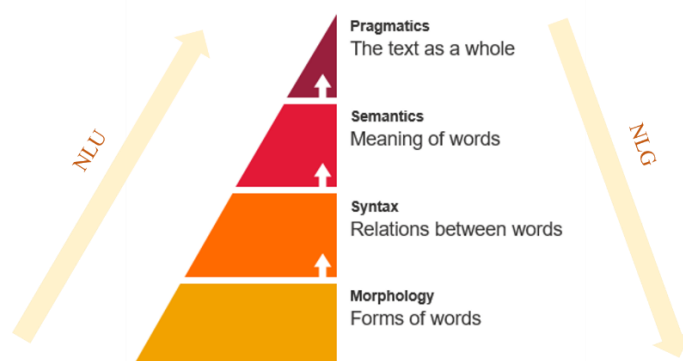 Pragmatics
The text as a whole
Semantics
Meaning of words
NLU
NLG
Syntax
Relations between words
Morphology
Forms of words